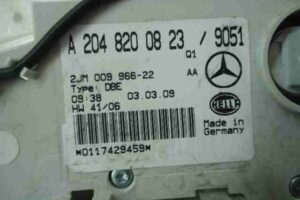 A 204 820 08 23 / 9051
Q1
2JM 009 966-22 AA
Type: DBE
09:38 03.03.09
HW 41/06
HELLA
Made in
Germany
*0117429459*